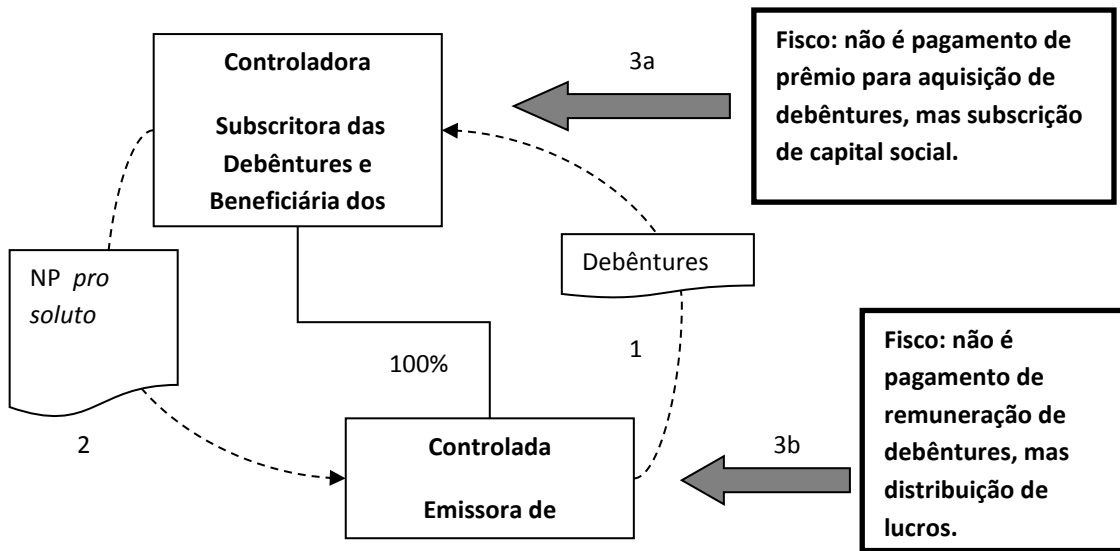 Controladora
Subscritora das
Debêntures e
Beneficiária dos
3a
Fisco: não é pagamento de
prêmio para aquisição de
debêntures, mas subscrição
de capital social.
NP pro
soluto
Debêntures
100%
1
2
Controlada
Emissora de
3b
Fisco: não é
pagamento de
remuneração de
debêntures, mas
distribuição de
lucros.